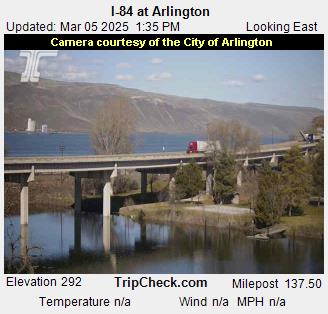 I-84 at Arlington
Updated: Mar 05 2025 1:35 PM Looking East
Camera courtesy of the City of Arlington
Elevation 292 TripCheck.com Milepost 137.50
Temperature n/a Wind n/a MPH n/a